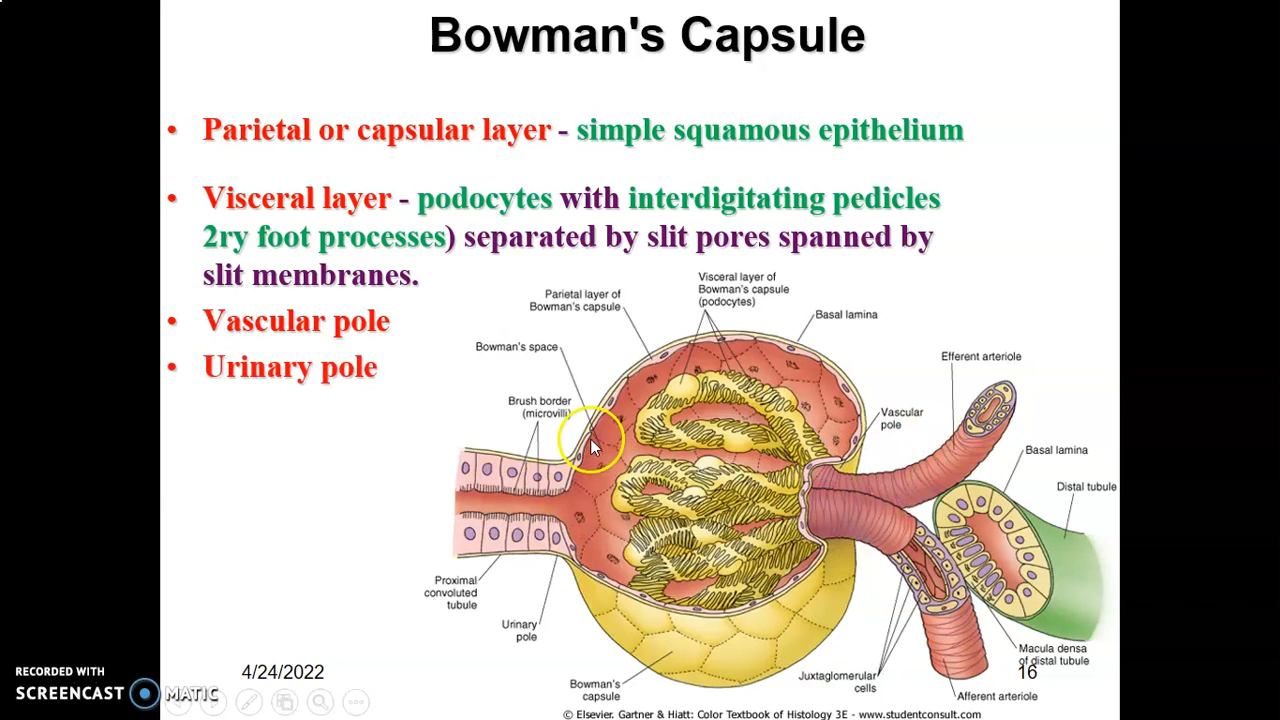 Bowman's Capsule
• Parietal or capsular layer - simple squamous epithelium
• Visceral layer - podocytes with interdigitating pedicles
2ry foot processes) separated by slit pores spanned by
slit membranes.
• Vascular pole
• Urinary pole
Visceral layer of
Bowman's capsule
(podocytes)
Parietal layer of
Bowman's capsule
Basal lamina
Bowman's space
Efferent arteriole
Brush border
(microvilli)
Vascular
pole
Basal lamina
Distal tubule
Proximal
convoluted
tubule
Urinary
pole
Macula densa
of distal tubule
Juxtaglomerular
cells
Bowman's
capsule
Afferent arteriole
4/24/2022
16
© Elsevier. Gartner & Hiatt: Color Textbook of Histology 3E - www.studentconsult.com
RECORDED WITH
SCREENCAST MATIC